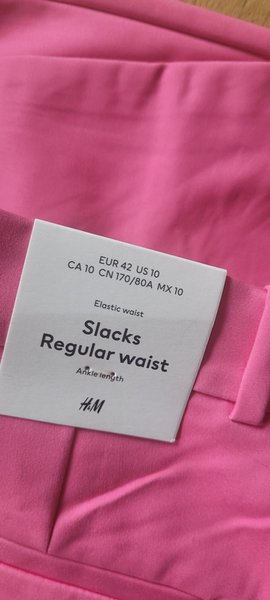 EUR 42 US 10
CA 10 CN 170/80A MX 10
Elastic waist
Slacks
Regular waist
Ankle length
H&M